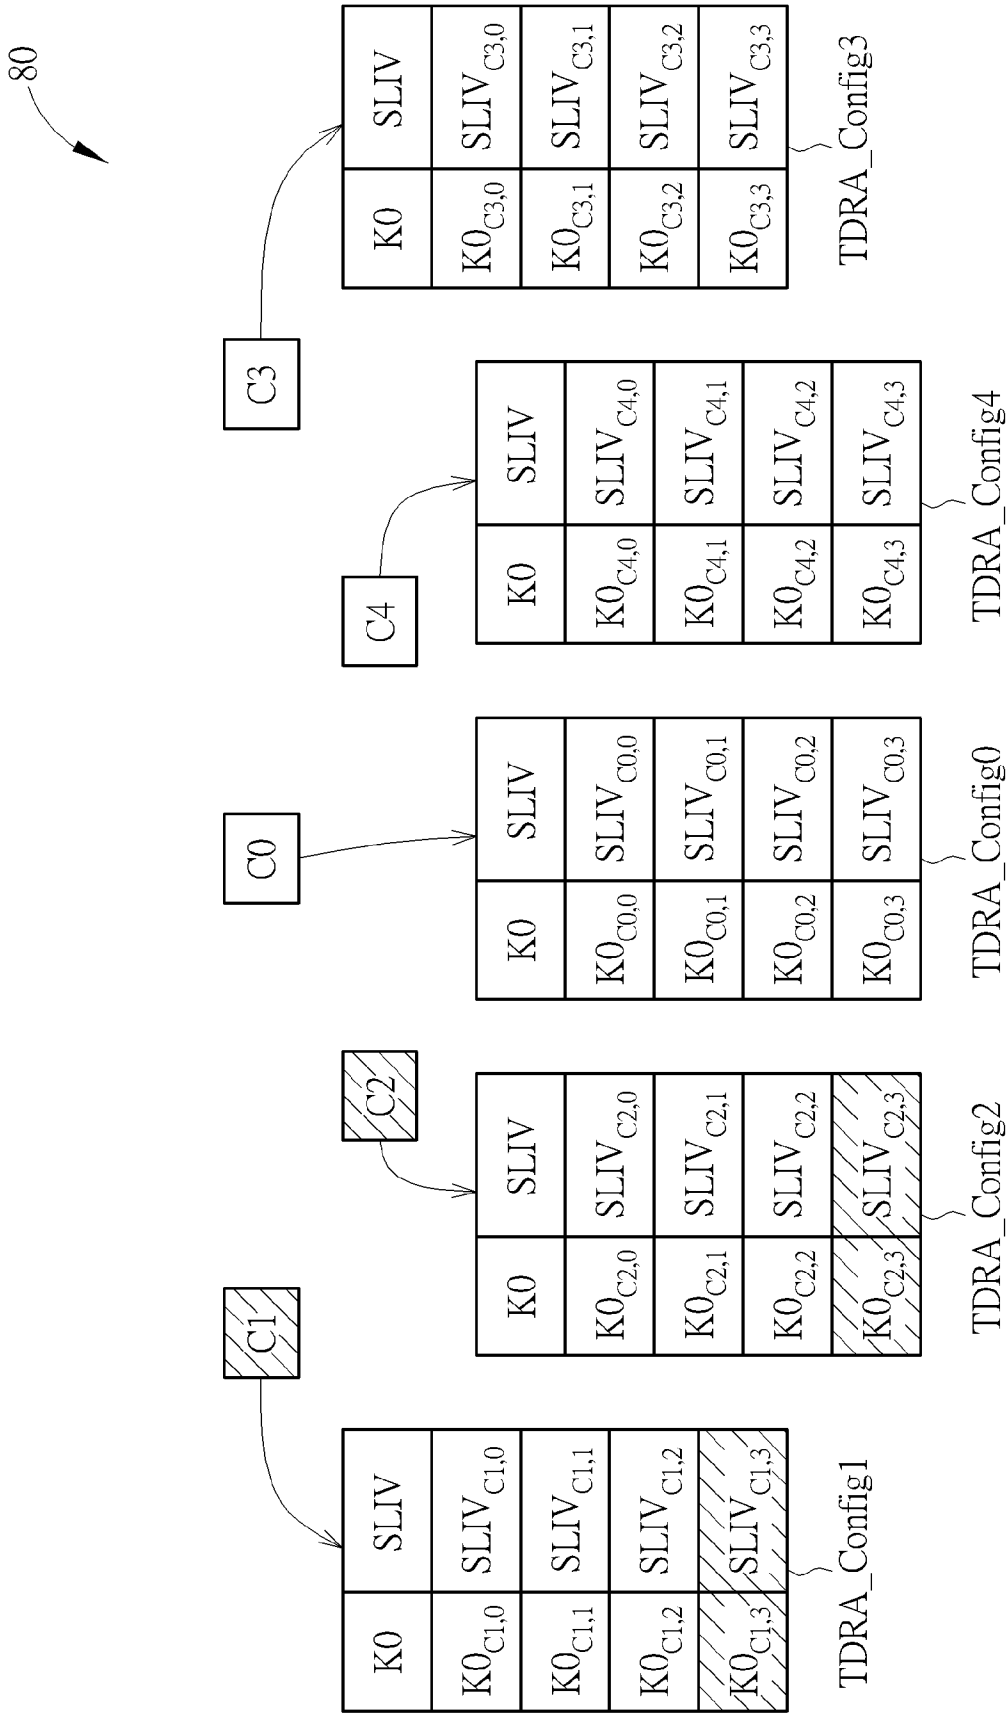 80
C1
C2
C0
C4
C3
K0 SLIV
K0C1,0 SLIVC1,0
K0C1,1 SLIVC1,1
K0C1,2 SLIVC1,2
K0C1,3 SLIVC1,3
TDRA_Config1
K0 SLIV
K0C2,0 SLIVC2,0
K0C2,1 SLIVC2,1
K0C2,2 SLIVC2,2
K0C2,3 SLIVC2,3
TDRA_Config2
K0 SLIV
K0C0,0 SLIVC0,0
K0C0,1 SLIVC0,1
K0C0,2 SLIVC0,2
K0C0,3 SLIVC0,3
TDRA_Config0
K0 SLIV
K0C4,0 SLIVC4,0
K0C4,1 SLIVC4,1
K0C4,2 SLIVC4,2
K0C4,3 SLIVC4,3
TDRA_Config4
K0 SLIV
K0C3,0 SLIVC3,0
K0C3,1 SLIVC3,1
K0C3,2 SLIVC3,2
K0C3,3 SLIVC3,3
TDRA_Config3